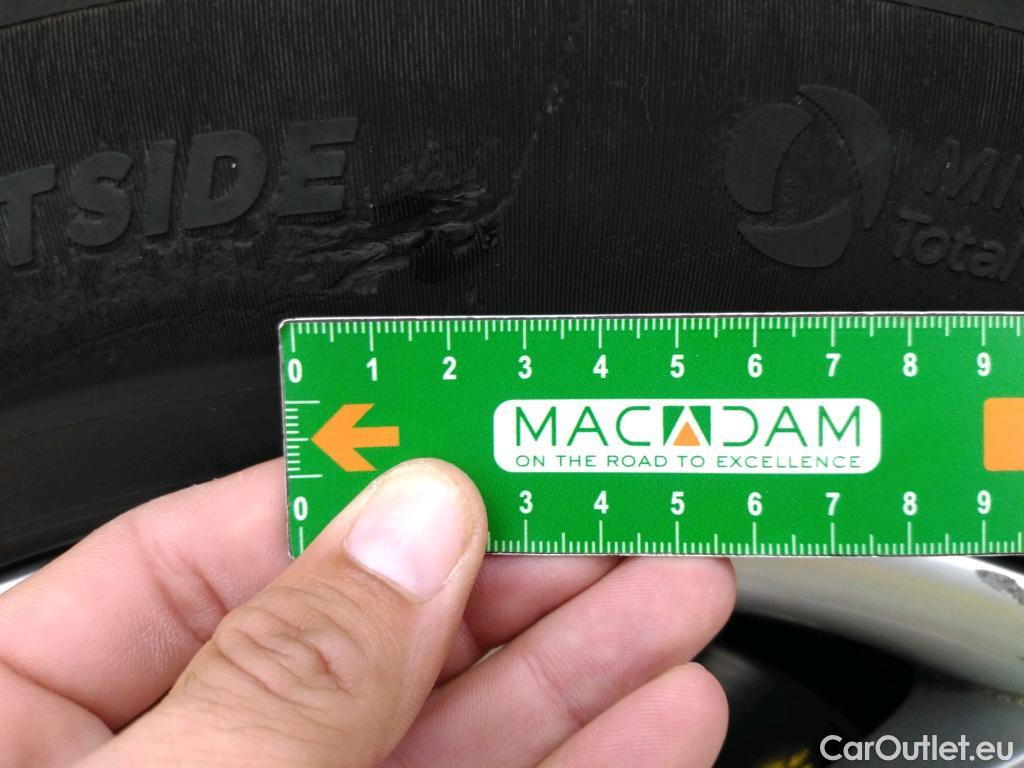 TSIDE
Total
0 1 2 3 4 5 6 7 8 9
MACADAM
ON THE ROAD TO EXCELLENCE
0 3 4 5 6 7 8 9
CarOutlet.eu